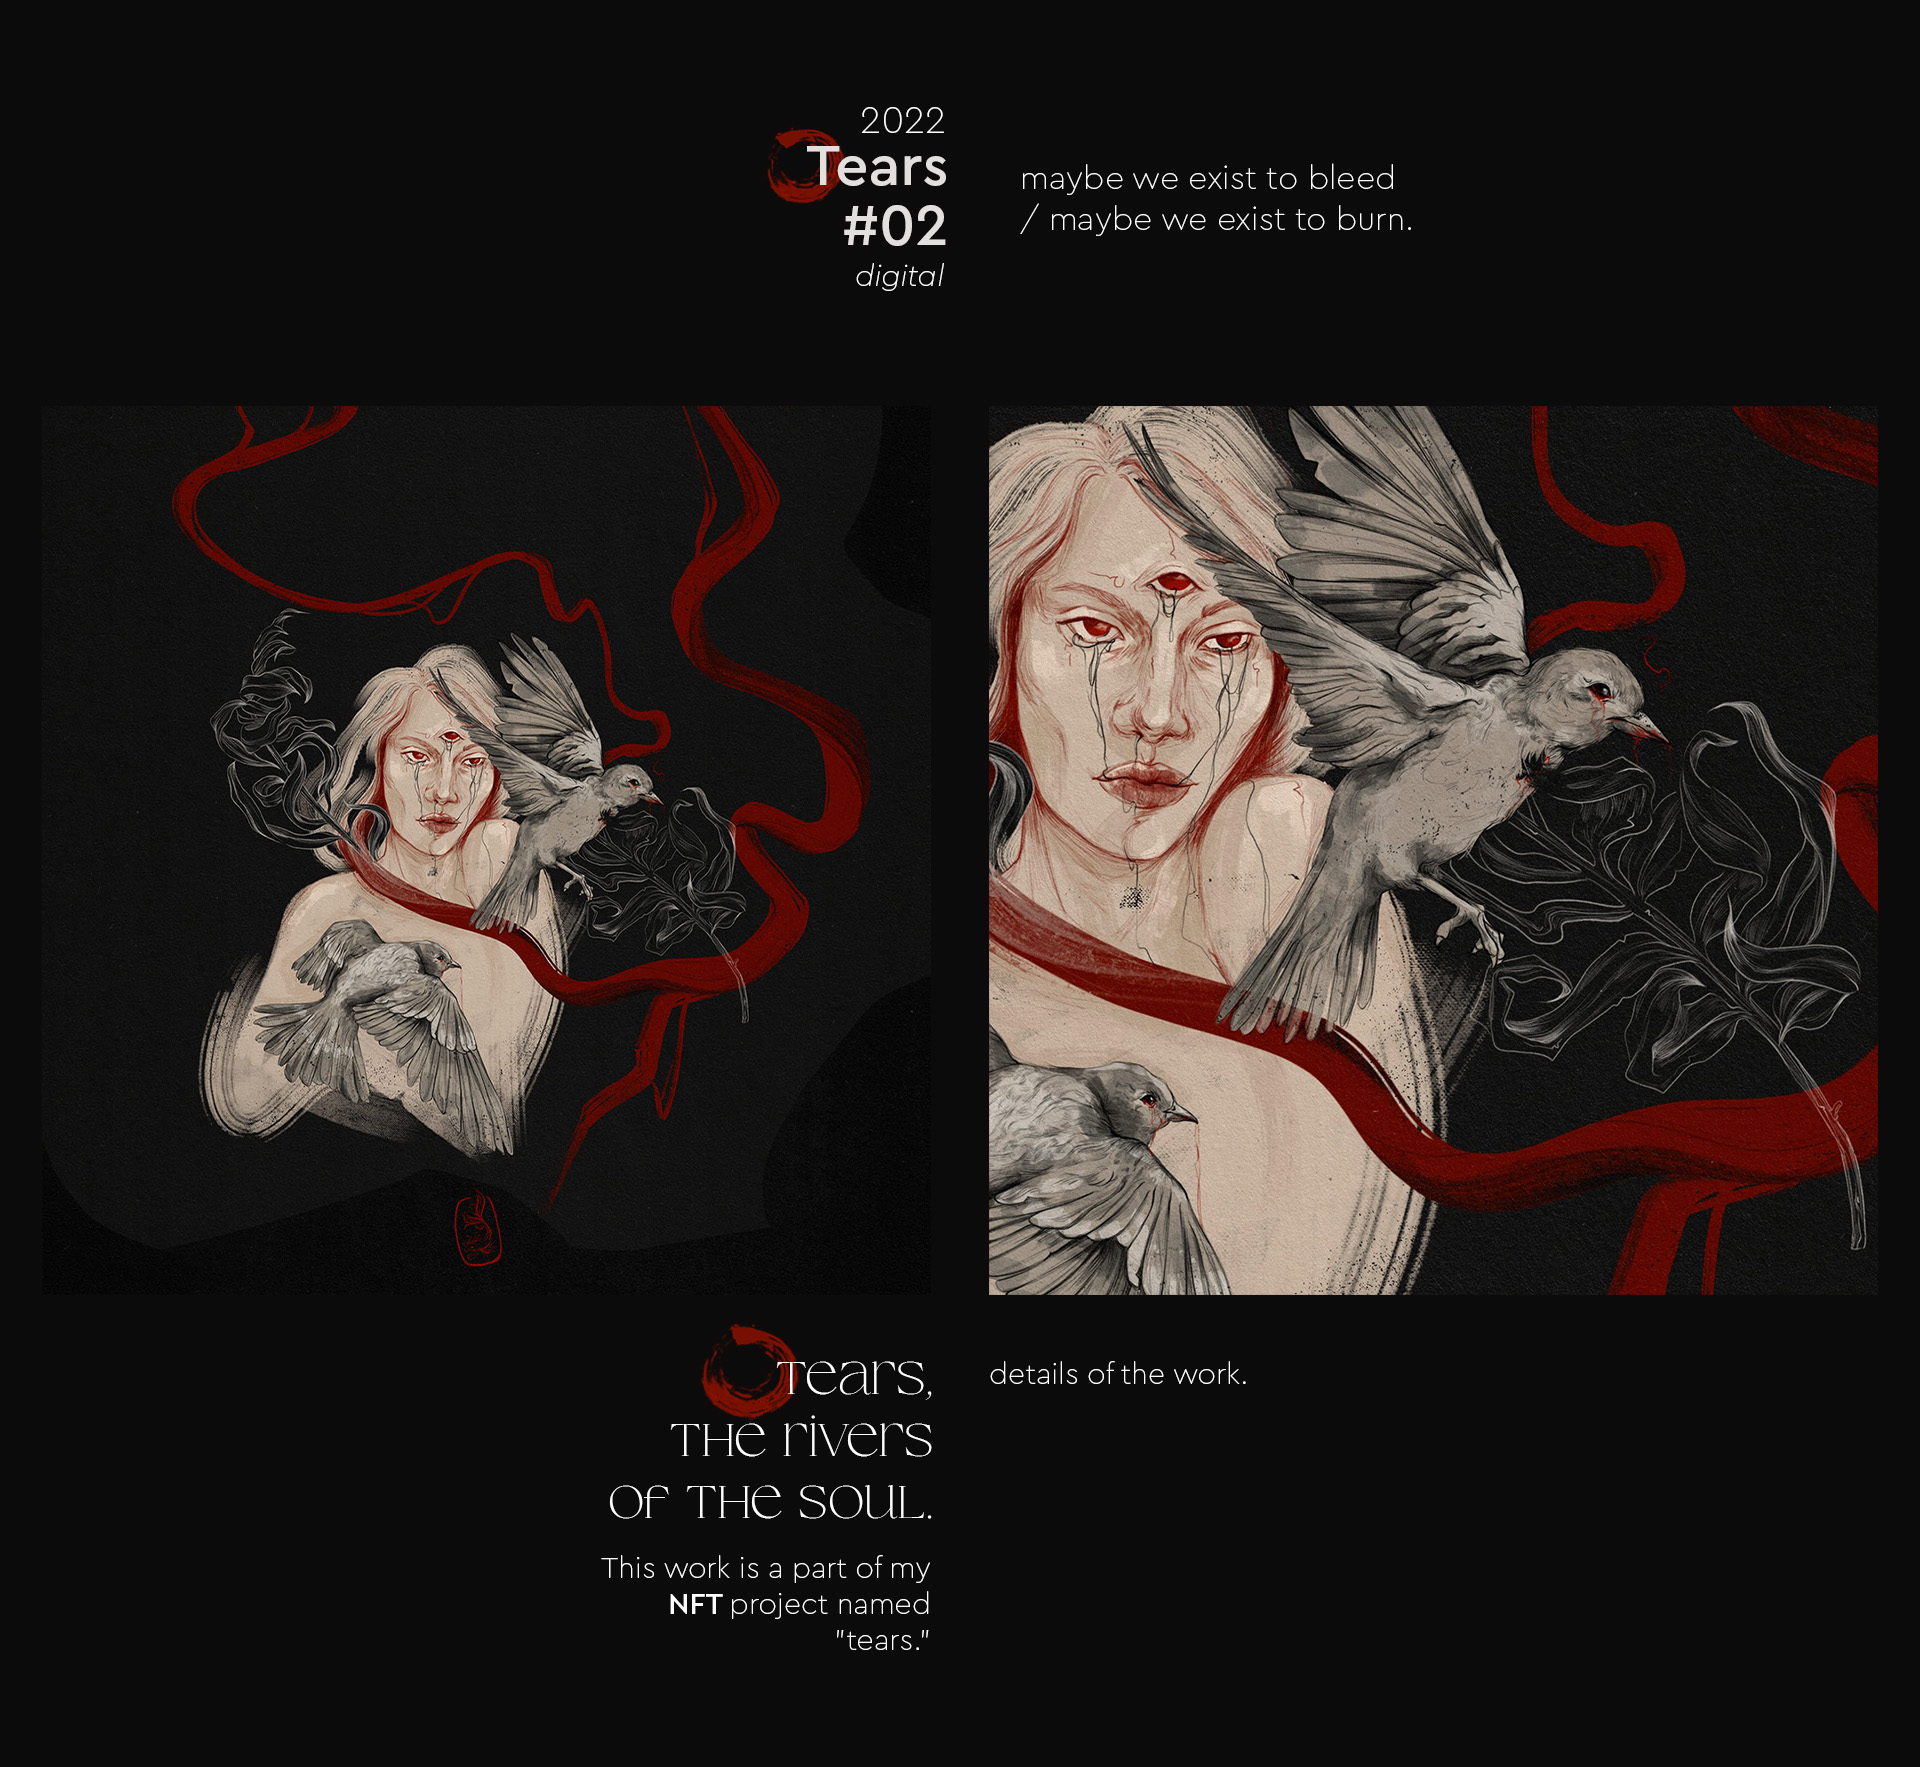 2022
Tears
#02
digital
maybe we exist to bleed
/ maybe we exist to burn.
Tears,
THe rivers
OF THe SOUL.
details of the work.
This work is a part of my
NFT project named
"tears."